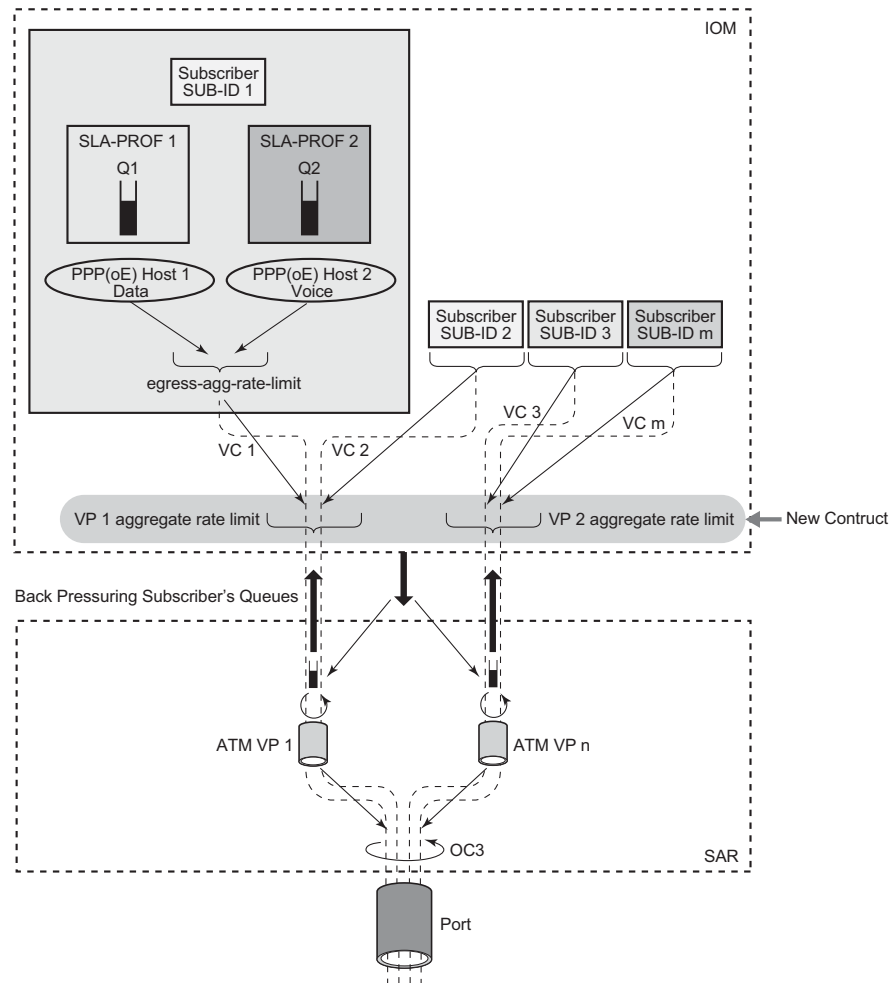 IOM
Subscriber
SUB-ID 1
SLA-PROF 1
Q1
SLA-PROF 2
Q2
PPP(oE) Host 1
Data
PPP(oE) Host 2
Voice
egress-agg-rate-limit
Subscriber
SUB-ID 2
Subscriber
SUB-ID 3
Subscriber
SUB-ID m
VC 1
VC 2
VC 3
VC m
VP 1 aggregate rate limit
VP 2 aggregate rate limit
New Contruct
Back Pressuring Subscriber's Queues
ATM VP 1
ATM VP n
OC3
SAR
Port